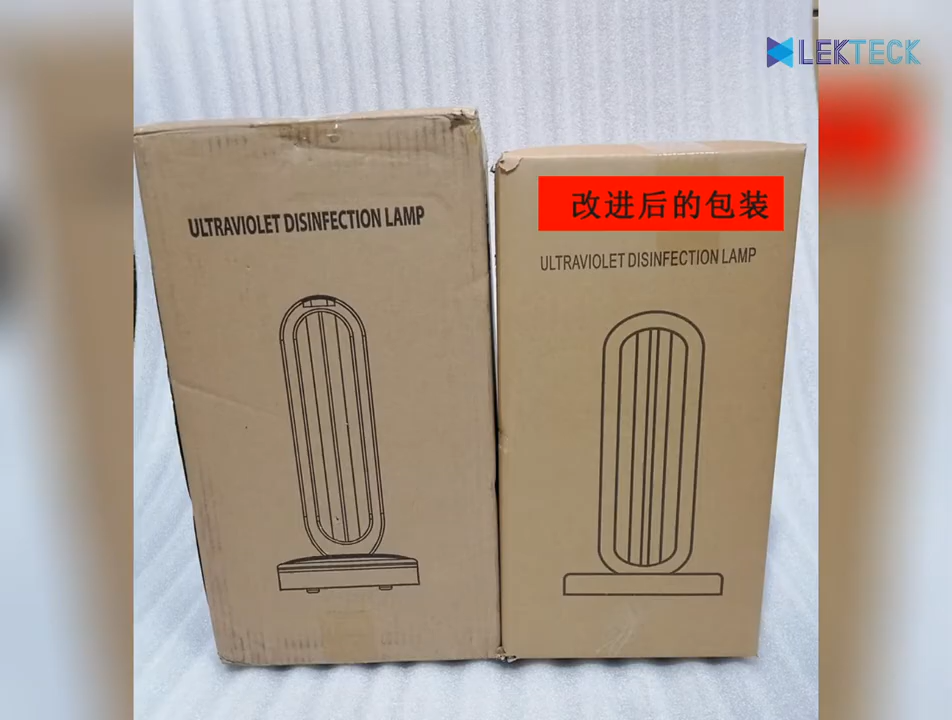 LEKTECK
改进后的包装
ULTRAVIOLET DISINFECTION LAMP
ULTRAVIOLET DISINFECTION LAMP